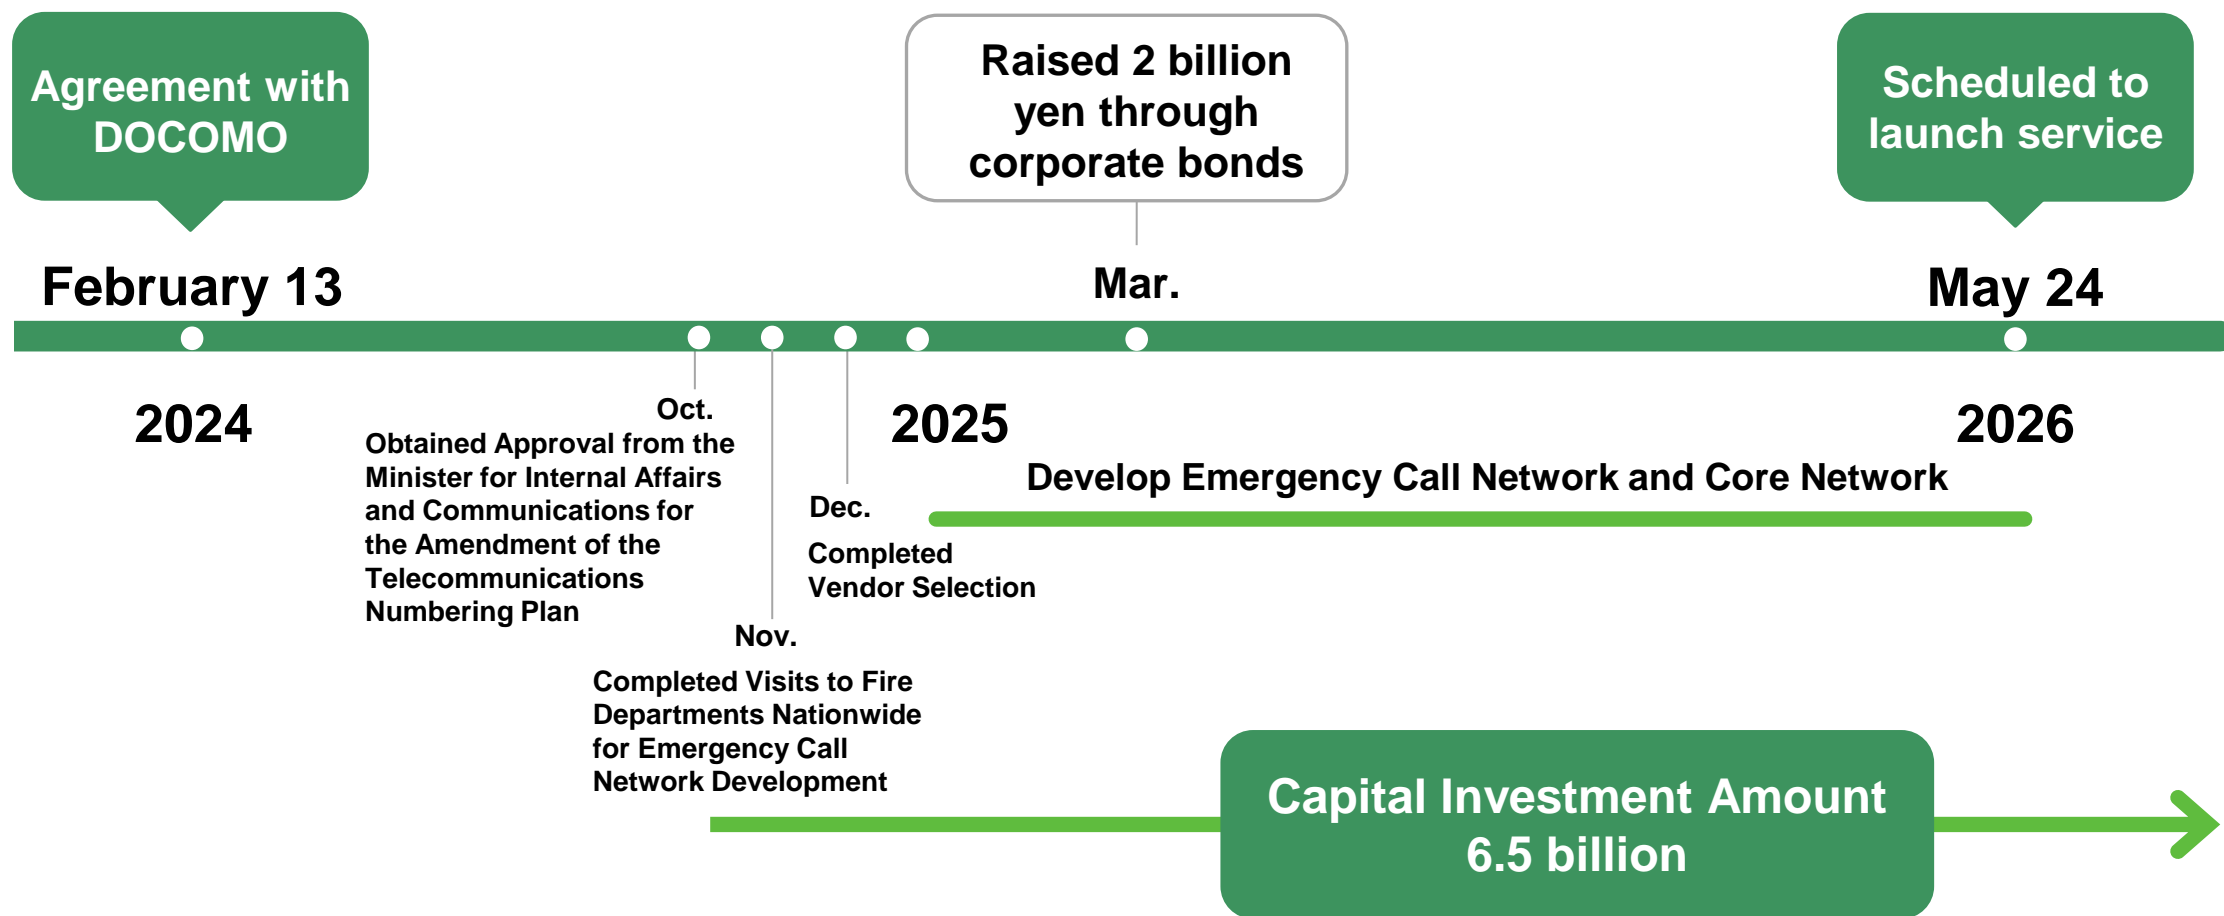 Agreement with
DOCOMO
Raised 2 billion
yen through
corporate bonds
Scheduled to
launch service
February 13
Mar.
May 24
2024
2025
2026
Oct.
Obtained Approval from the
Minister for Internal Affairs
and Communications for
the Amendment of the
Telecommunications
Numbering Plan
Nov.
Completed Visits to Fire
Departments Nationwide
for Emergency Call
Network Development
Dec.
Completed
Vendor Selection
Develop Emergency Call Network and Core Network
Capital Investment Amount
6.5 billion